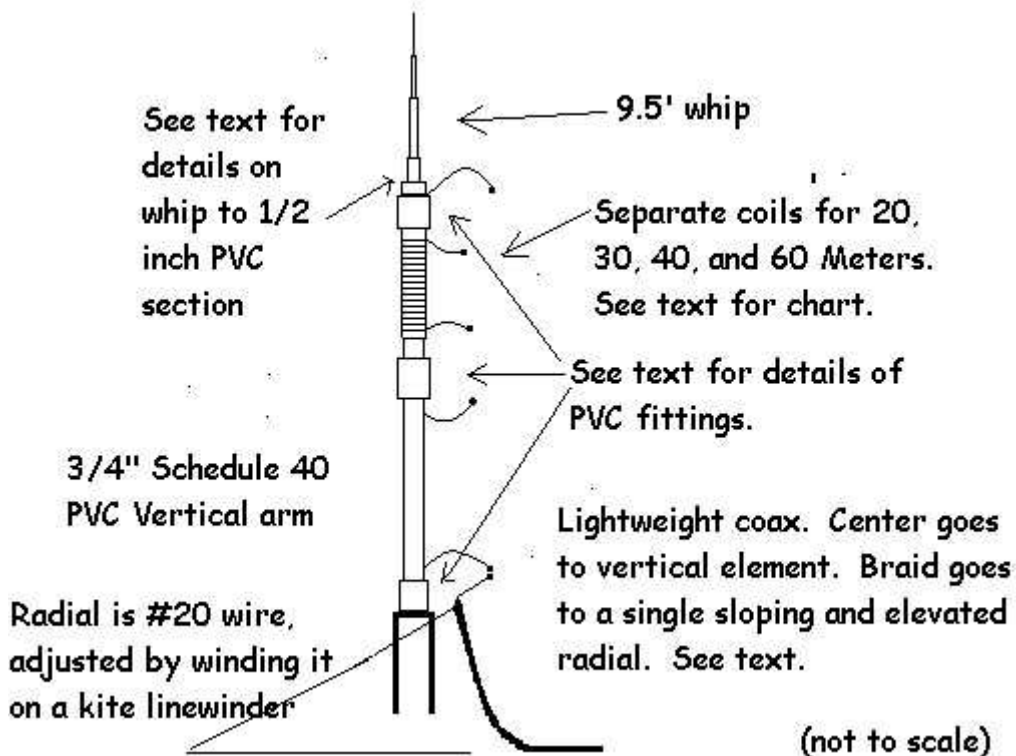 See text for
details on
whip to 1/2
inch PVC
section
9.5' whip
Separate coils for 20,
30, 40, and 60 Meters.
See text for chart.
See text for details of
PVC fittings.
3/4" Schedule 40
PVC Vertical arm
Lightweight coax. Center goes
to vertical element. Braid goes
to a single sloping and elevated
radial. See text.
Radial is #20 wire,
adjusted by winding it
on a kite linewinder
(not to scale)